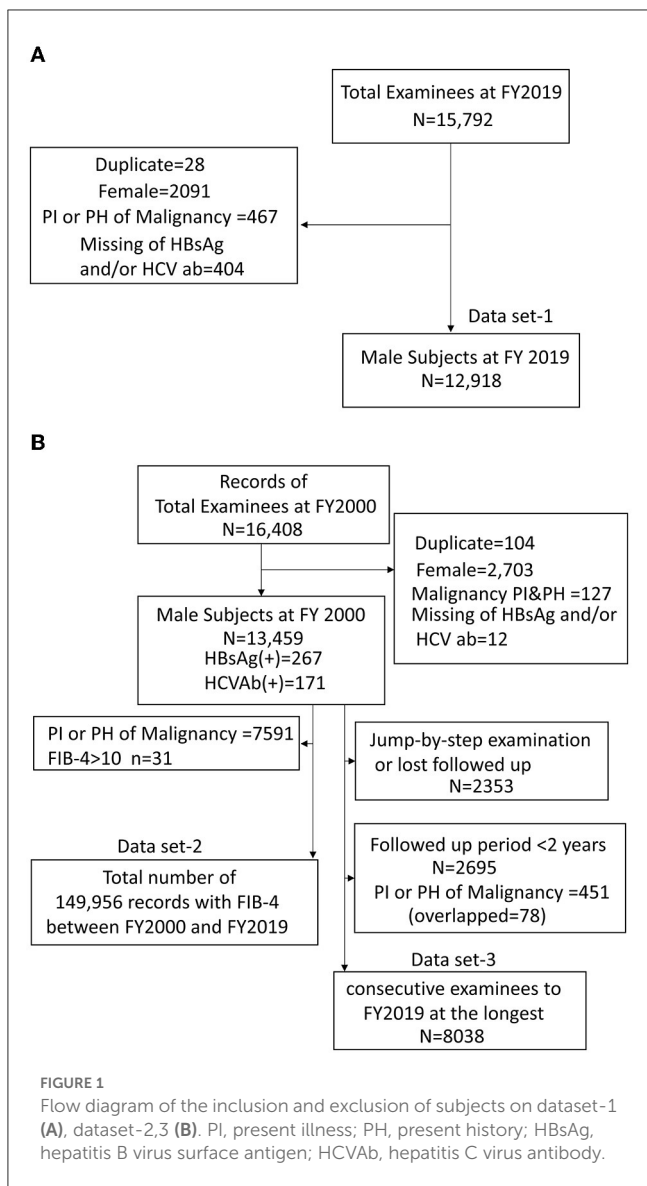 A
Total Examinees at FY2019
N=15,792
Duplicate=28
Female=2091
PI or PH of Malignancy =467
Missing of HBsAg
and/or HCV ab=404
Data set-1
Male Subjects at FY 2019
N=12,918
B
Records of
Total Examinees at FY2000
N=16,408
Duplicate=104
Female=2,703
Malignancy PI&PH =127
Missing of HBsAg and/or
HCV ab=12
Male Subjects at FY 2000
N=13,459
HBsAg(+)=267
HCVAb(+)=171
PI or PH of Malignancy =7591
FIB-4>10 n=31
Jump-by-step examination
or lost followed up
N=2353
Data set-2
Total number of
149,956 records with FIB-4
between FY2000 and FY2019
Followed up period <2 years
N=2695
PI or PH of Malignancy =451
(overlapped=78)
Data set-3
consecutive examinees to
FY2019 at the longest
N=8038
FIGURE 1
Flow diagram of the inclusion and exclusion of subjects on dataset-1
(A), dataset-2,3 (B). PI, present illness; PH, present history; HBsAg,
hepatitis B virus surface antigen; HCVAb, hepatitis C virus antibody.